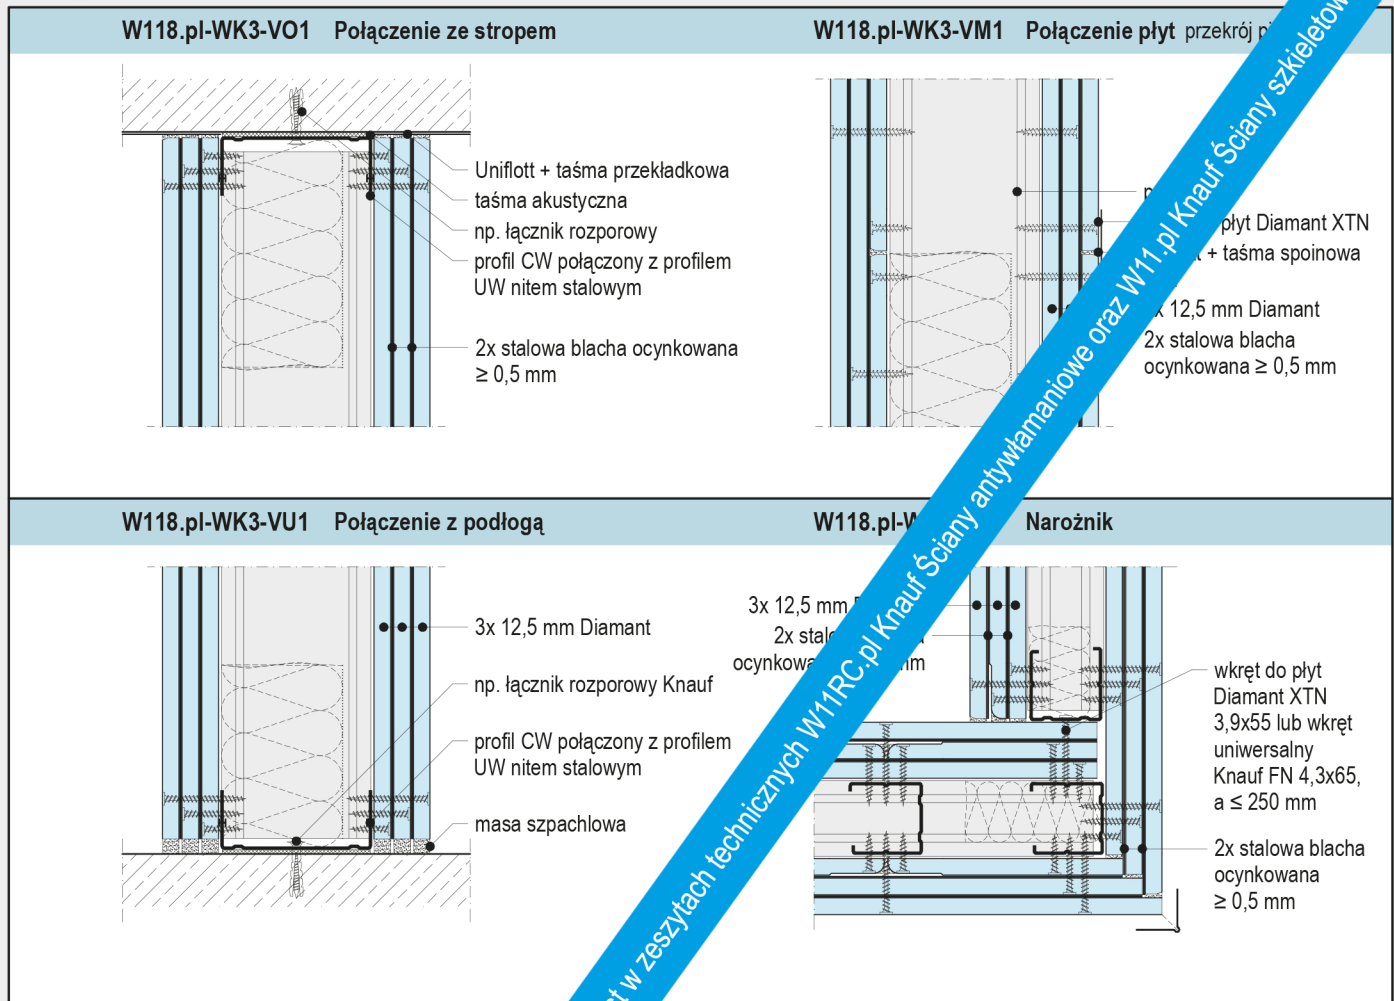 W118.pl-WK3-VO1 Połączenie ze stropem
Uniflott + taśma przekładkowa
taśma akustyczna
np. łącznik rozporowy
profil CW połączony z profilem
UW nitem stalowym
2x stalowa blacha ocynkowana
≥ 0,5 mm
W118.pl-WK3-VM1 Połączenie płyt przekrój
płyt Diamant XTN
+ taśma spoinowa
12,5 mm Diamant
2x stalowa blacha
ocynkowana ≥ 0,5 mm
W118.pl-WK3-VU1 Połączenie z podłogą
3x 12,5 mm Diamant
np. łącznik rozporowy Knauf
profil CW połączony z profilem
UW nitem stalowym
masa szpachlowa
Narożnik
3x 12,5 mm
2x
wkręt do płyt
Diamant XTN
3,9x55 lub wkręt
uniwersalny
Knauf FN 4,3x65,
a ≤ 250 mm
2x stalowa blacha
ocynkowana
≥ 0,5 mm
w zeszytach technicznych W11RC.pl Knauf Ściany antywłamaniowe oraz W11.pl Knauf Ściany